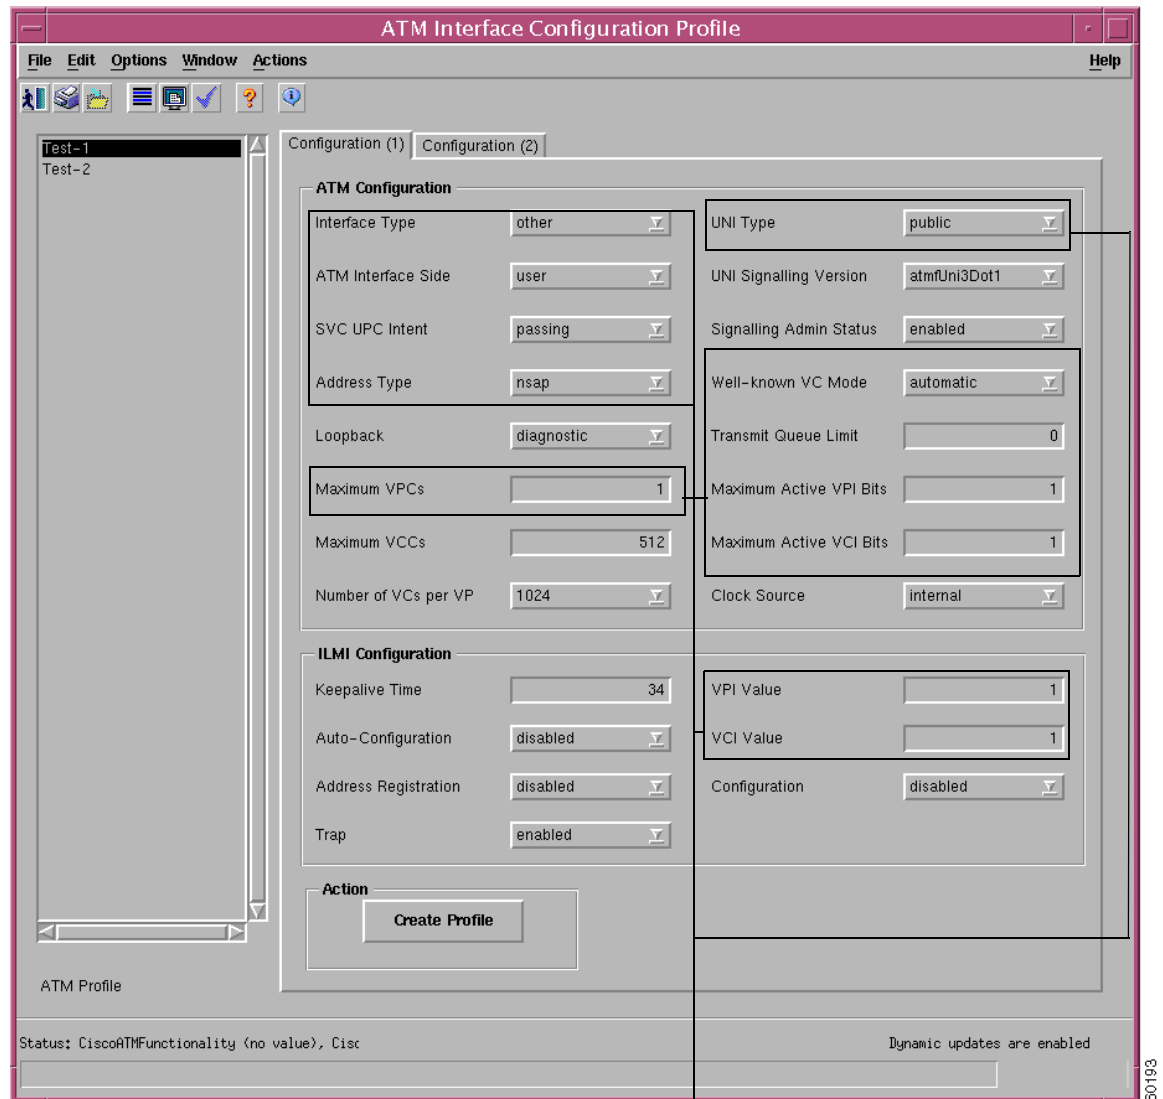 ATM Interface Configuration Profile
File Edit Options Window Actions Help
Test-1
Test-2
Configuration (1) Configuration (2)
ATM Configuration
Interface Type other UNI Type public
ATM Interface Side user UNI Signalling Version atmfUni3Dot1
SVC UPC Intent passing Signalling Admin Status enabled
Address Type nsap Well-known VC Mode automatic
Loopback diagnostic Transmit Queue Limit 0
Maximum VPCs 1 Maximum Active VPI Bits 1
Maximum VCCs 512 Maximum Active VCI Bits 1
Number of VCs per VP 1024 Clock Source internal
ILMI Configuration
Keepalive Time 34 VPI Value 1
Auto-Configuration disabled VCI Value 1
Address Registration disabled Configuration disabled
Trap enabled
Action
Create Profile
ATM Profile
Status: CiscoATMFunctionality (no value), Cisc Dynamic updates are enabled
60193